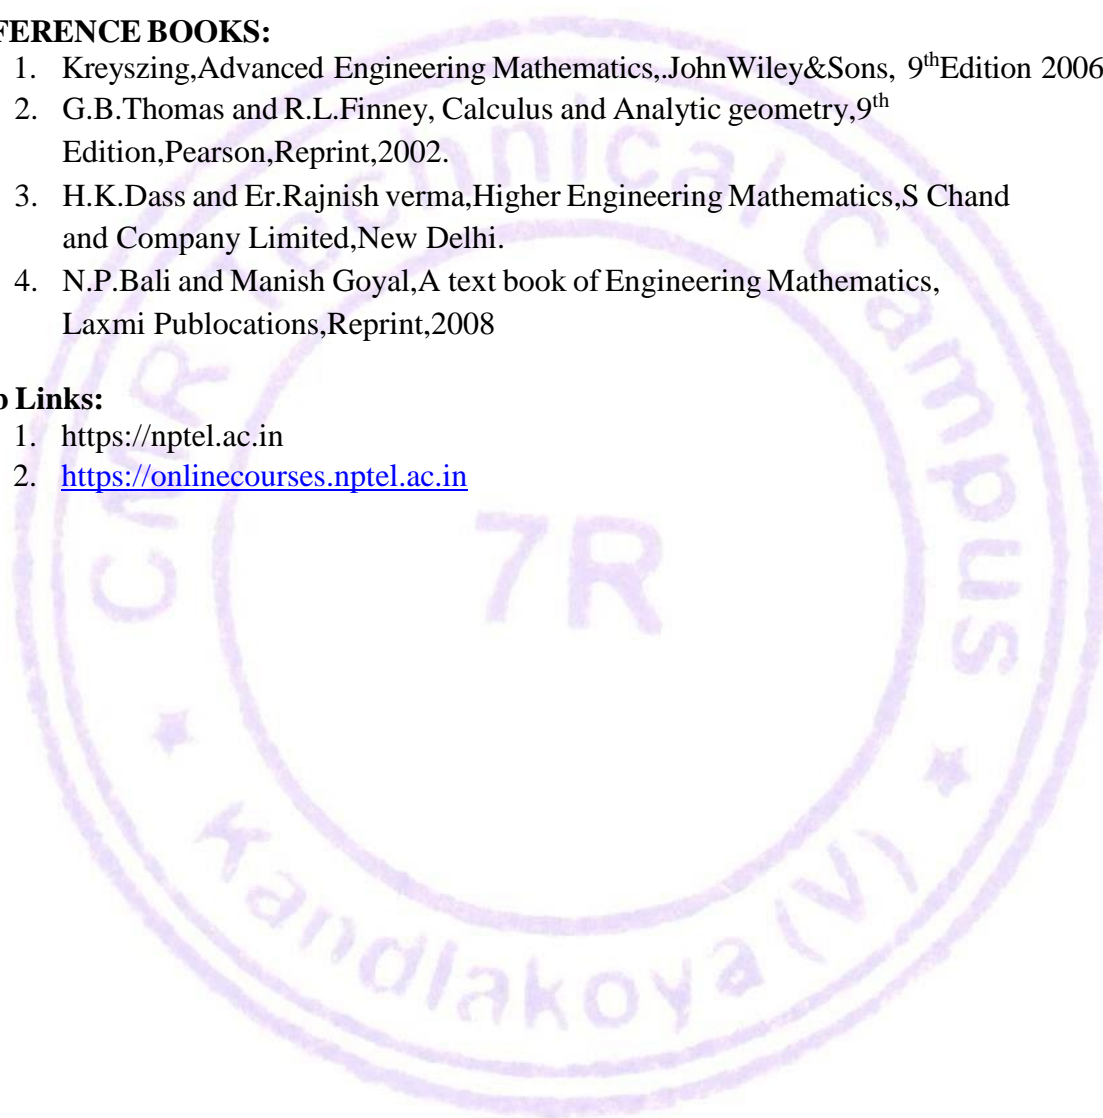 FERENCE BOOKS:
1. Kreyszing,Advanced Engineering Mathematics,.JohnWiley&Sons, 9thEdition 2006
2. G.B.Thomas and R.L.Finney, Calculus and Analytic geometry,9th
Edition,Pearson,Reprint,2002.
3. H.K.Dass and Er.Rajnish verma,Higher Engineering Mathematics,S Chand
and Company Limited,New Delhi.
4. N.P.Bali and Manish Goyal,A text book of Engineering Mathematics,
Laxmi Publocations,Reprint,2008
Links:
1. https://nptel.ac.in
2. https://onlinecourses.nptel.ac.in
CMR Technical Campus
7R
Kandlakoya (V)